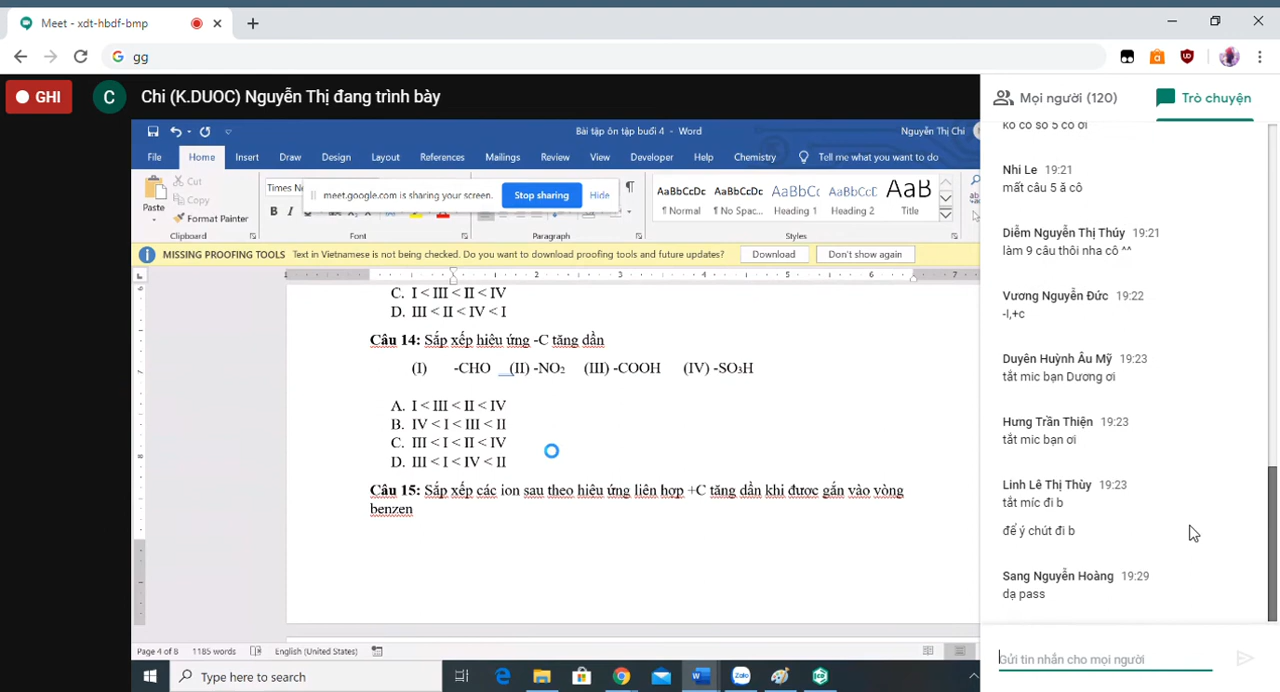 Meet - xdt-hbdf-bmp
gg
GHI
C
Chi (K.DUOC) Nguyễn Thị đang trình bày
Bài tập ôn tập buổi 4 - Word
Nguyễn Thị Chi
File Home Insert Draw Design Layout References Mailings Review View Developer Help Chemistry Tell me what you want to do
Paste
Cut
Copy
Format Painter
Clipboard
Times Ne
B I
meet.google.com is sharing your screen.
Stop sharing
Hide
Font
Paragraph
AaBbCcDc AaBbCcDc AaBbC AaBbCcD AaB
¶ Normal ¶ No Spac... Heading 1 Heading 2 Title
Styles
MISSING PROOFING TOOLS Text in Vietnamese is not being checked. Do you want to download proofing tools and future updates? Download Don't show again
C. I < III < II < IV
D. III < II < IV < I
Câu 14: Sắp xếp hiệu ứng -C tăng dần
(I) -CHO (II) -NO₂ (III) -COOH (IV) -SO₃H
A. I < III < II < IV
B. IV < I < III < II
C. III < I < II < IV
D. III < I < IV < II
Câu 15: Sắp xếp các ion sau theo hiệu ứng liên hợp +C tăng dần khi được gắn vào vòng
benzen
Page 4 of 8 1185 words English (United States)
Type here to search
Mọi người (120)
Trò chuyện
ko có số 5 cô ơi
Nhi Le 19:21
mất câu 5 ă cô
Diễm Nguyễn Thị Thúy 19:21
làm 9 câu thôi nha cô ^^
Vương Nguyễn Đức 19:22
-I,+c
Duyên Huỳnh Âu Mỹ 19:23
tắt mic bạn Dương ơi
Hưng Trần Thiện 19:23
tắt mic bạn ơi
Linh Lê Thị Thùy 19:23
tắt míc đi b
để ý chút đi b
Sang Nguyễn Hoàng 19:29
dạ pass
Gửi tin nhắn cho mọi người